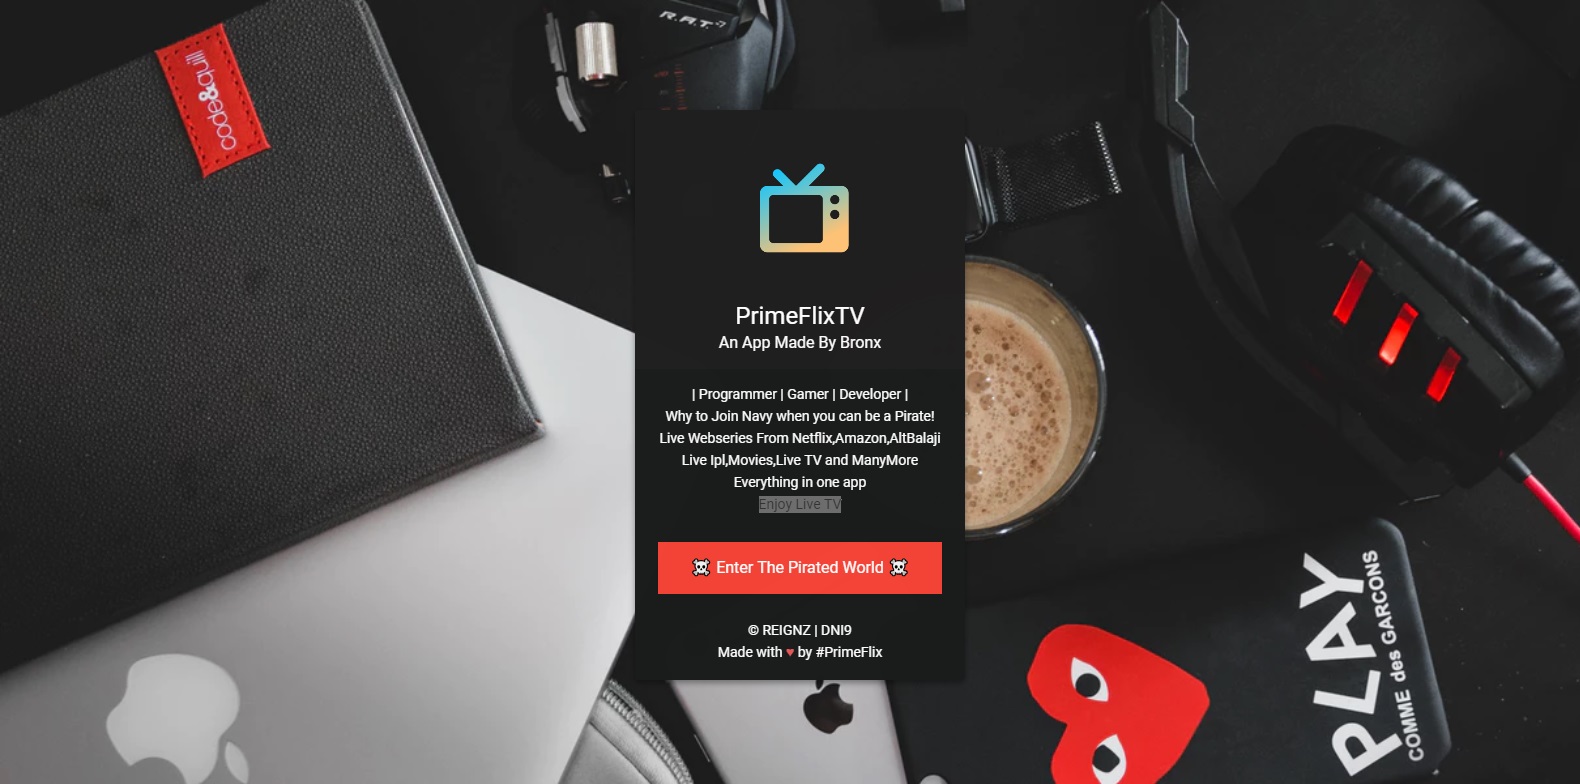 code&quill
R.A.T.7
PrimeFlixTV
An App Made By Bronx
| Programmer | Gamer | Developer |
Why to Join Navy when you can be a Pirate!
Live Webseries From Netflix,Amazon,AltBalaji
Live Ipl,Movies,Live TV and ManyMore
Everything in one app
Enjoy Live TV
☠️ Enter The Pirated World ☠️
© REIGNZ | DNI9
Made with ♥ by #PrimeFlix
PLAY
COMME des GARCONS